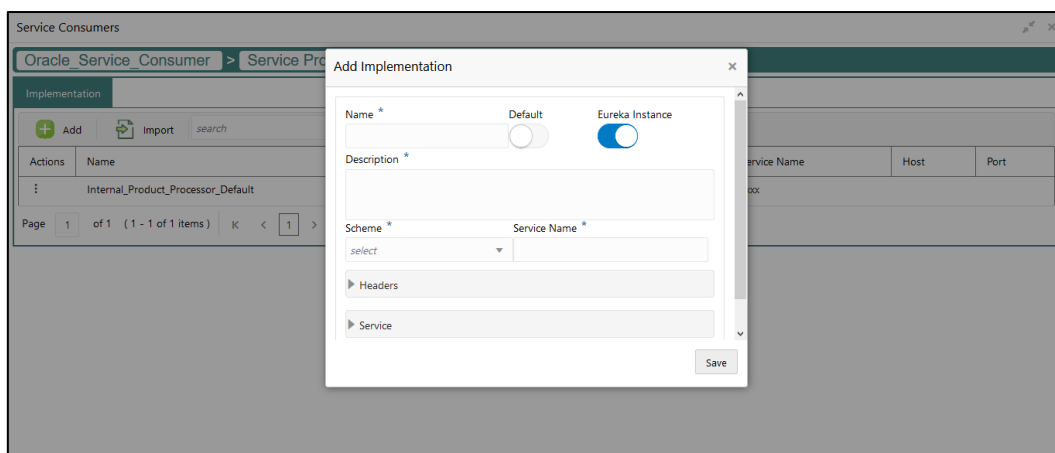 Service Consumers
Oracle_Service_Consumer > Service Pro
Add Implementation
Implementation
Name * Default Eureka Instance
Add Import search
Description *
Actions Name ervice Name Host Port
Internal_Product_Processor_Default
Page 1 of 1 (1 - 1 of 1 items) 1
Scheme * Service Name *
select
Headers
Service
Save